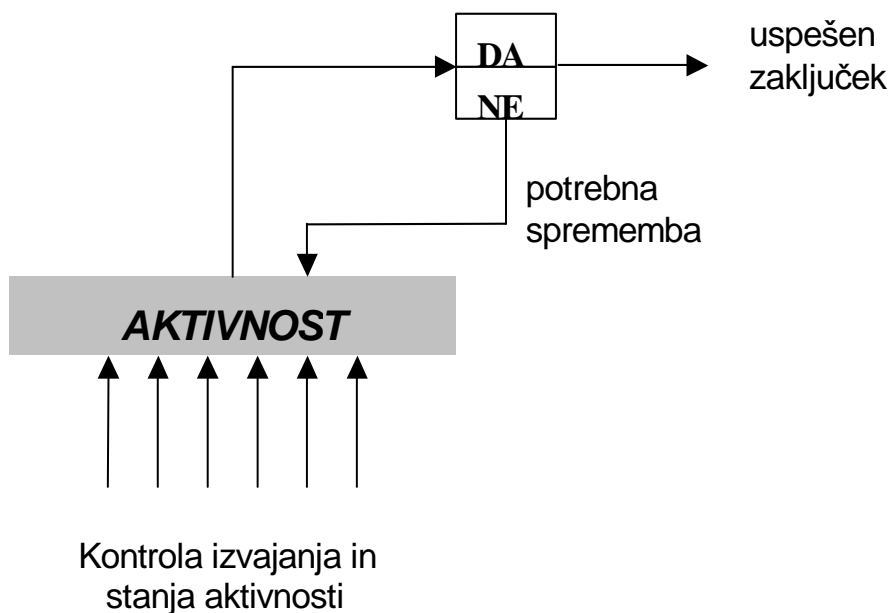 DA
NE
uspešen
zaključek
potrebna
sprememba
AKTIVNOST
Kontrola izvajanja in
stanja aktivnosti